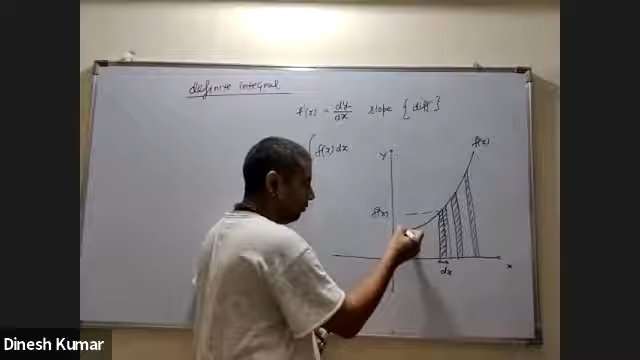 definite integral
f'(x) = dy/dx slope { diff }
∫ f(x) dx
y
f(x)
f(x)
x
dx
Dinesh Kumar